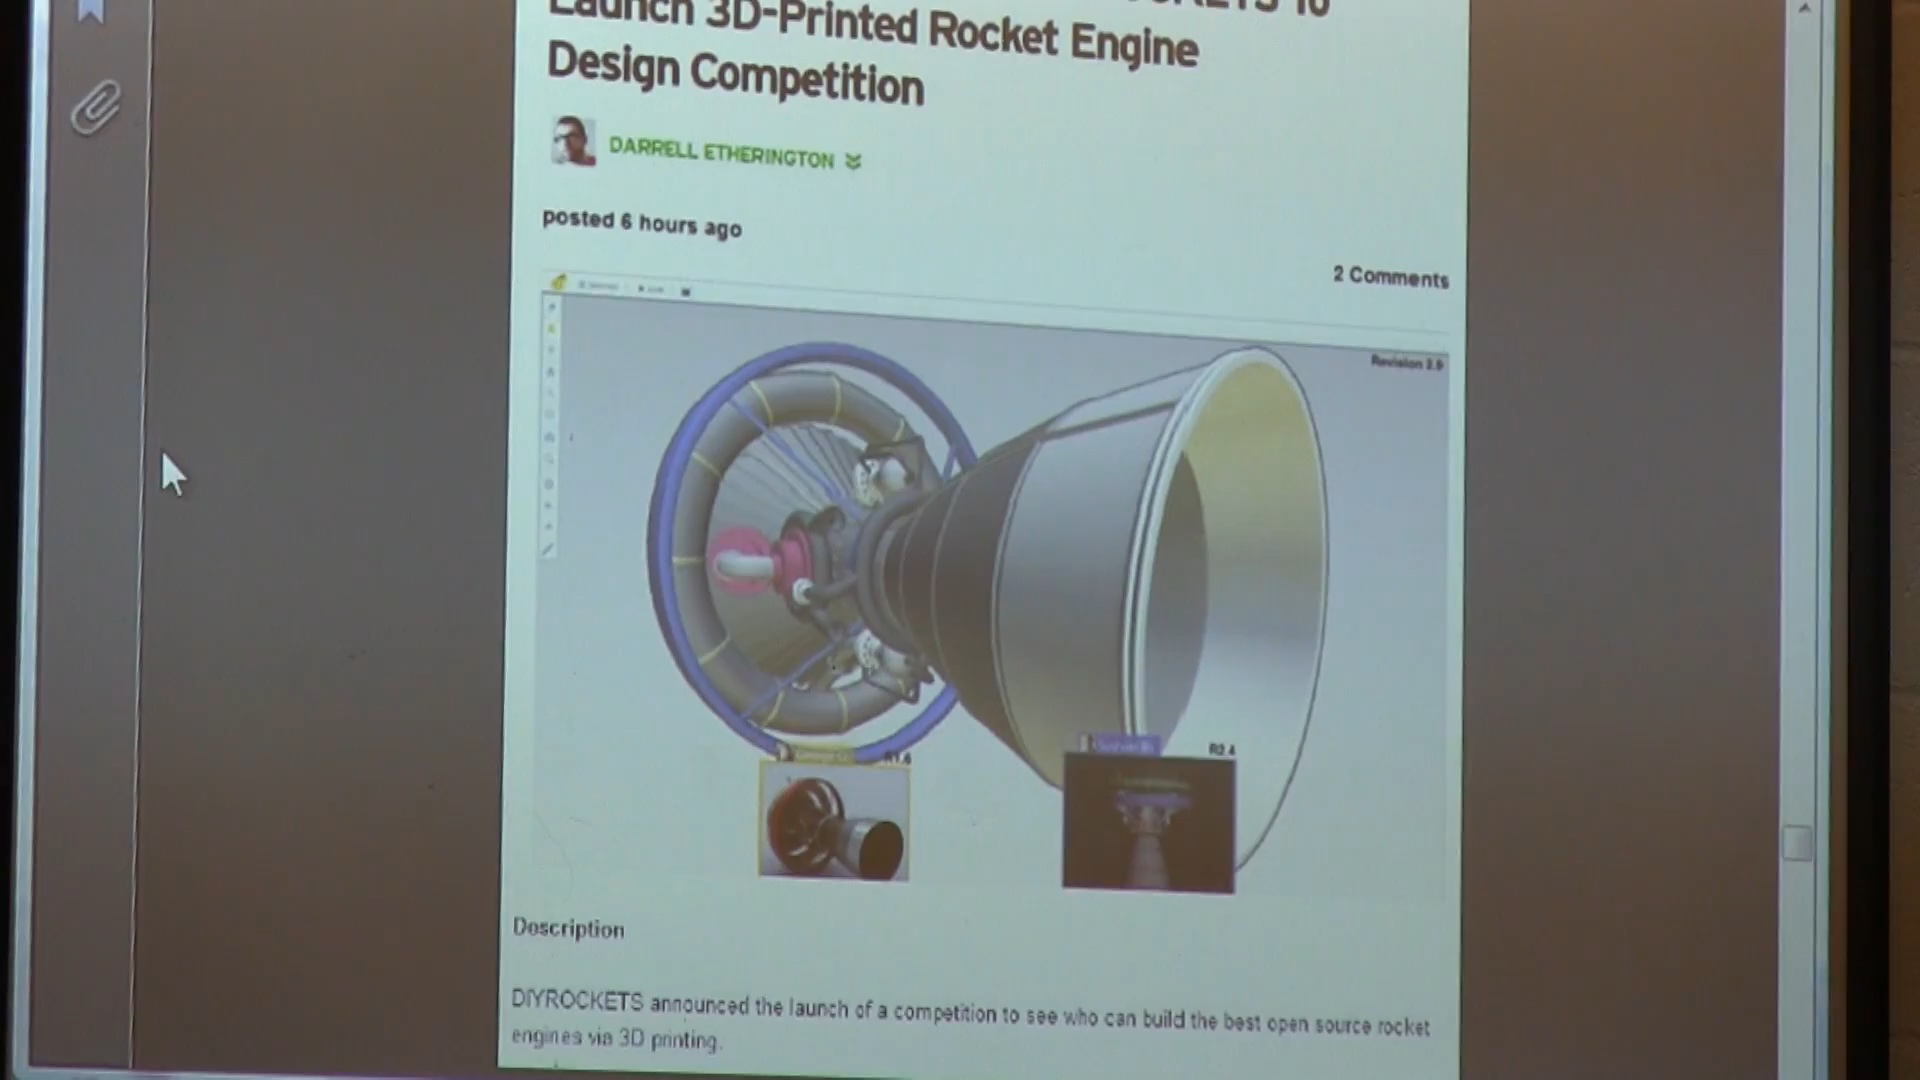 Launch 3D-Printed Rocket Engine
Design Competition
DARRELL ETHERINGTON
posted 6 hours ago
2 Comments
Revision 2.9
R2.4
Description
DIYROCKETS announced the launch of a competition to see who can build the best open source rocket
engines via 3D printing.